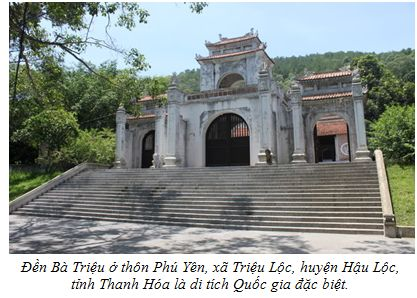 Đền Bà Triệu ở thôn Phú Yên, xã Triệu Lộc, huyện Hậu Lộc,
tỉnh Thanh Hóa là di tích Quốc gia đặc biệt.